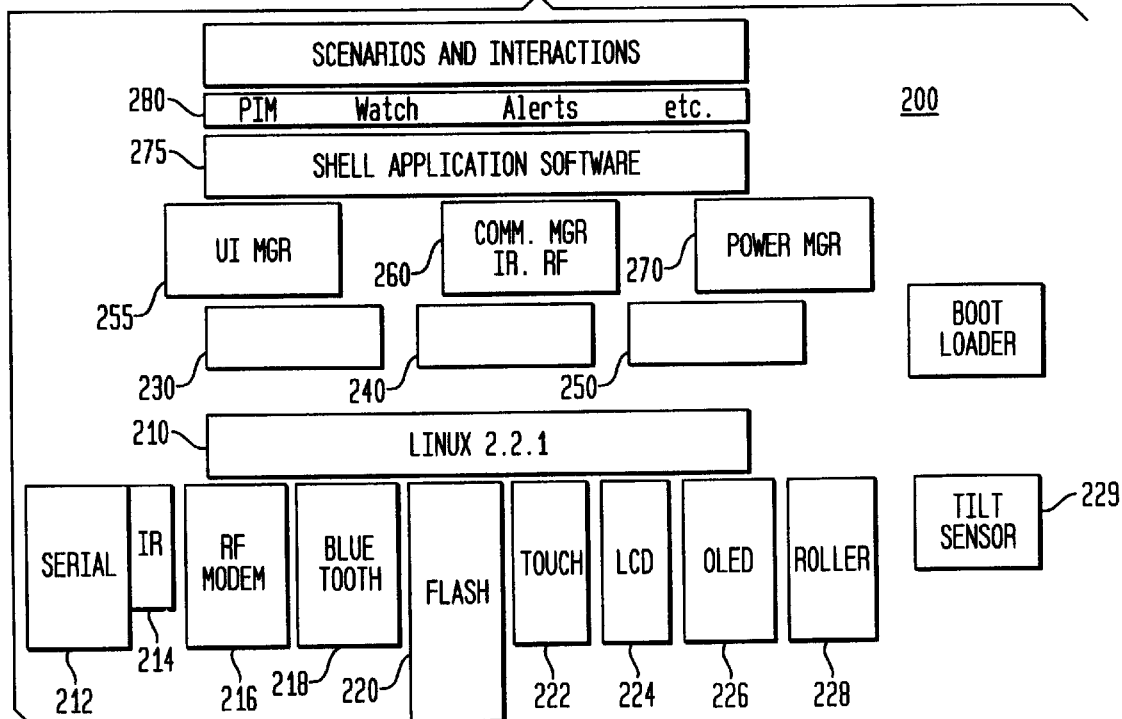 SCENARIOS AND INTERACTIONS
280 PIM Watch Alerts etc.
200
275 SHELL APPLICATION SOFTWARE
UI MGR
255
COMM. MGR
IR. RF
260
POWER MGR
270
230
240
250
BOOT
LOADER
210 LINUX 2.2.1
SERIAL
212
IR
214
RF
MODEM
216
BLUE
TOOTH
218
FLASH
220
TOUCH
222
LCD
224
OLED
226
ROLLER
228
TILT
SENSOR
229